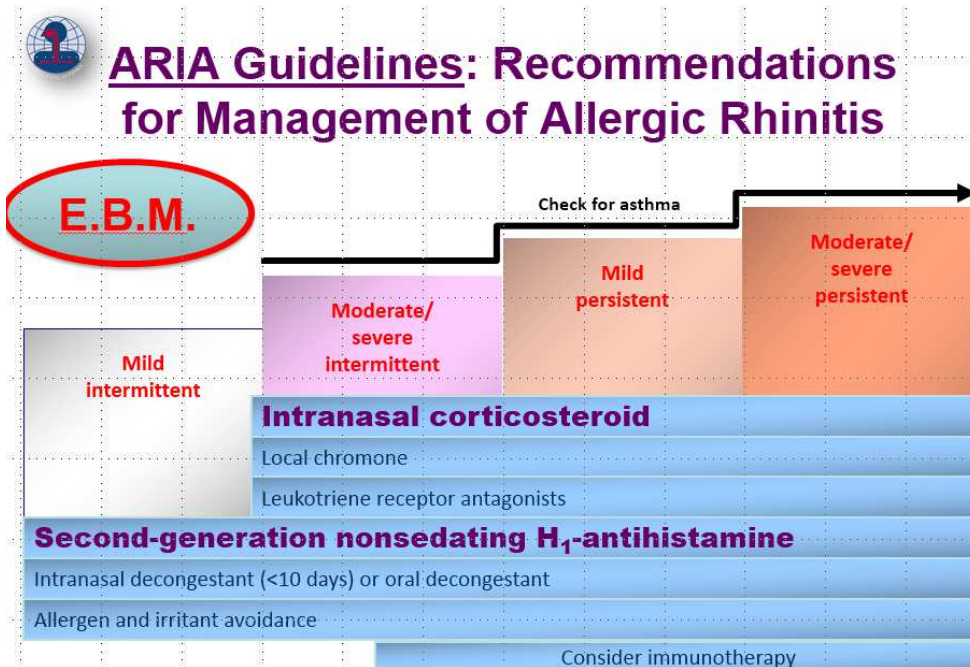 ARIA Guidelines: Recommendations
for Management of Allergic Rhinitis
E.B.M.
Check for asthma
Mild
intermittent
Moderate/
severe
intermittent
Mild
persistent
Moderate/
severe
persistent
Intranasal corticosteroid
Local chromone
Leukotriene receptor antagonists
Second-generation nonsedating H₁-antihistamine
Intranasal decongestant (<10 days) or oral decongestant
Allergen and irritant avoidance
Consider immunotherapy